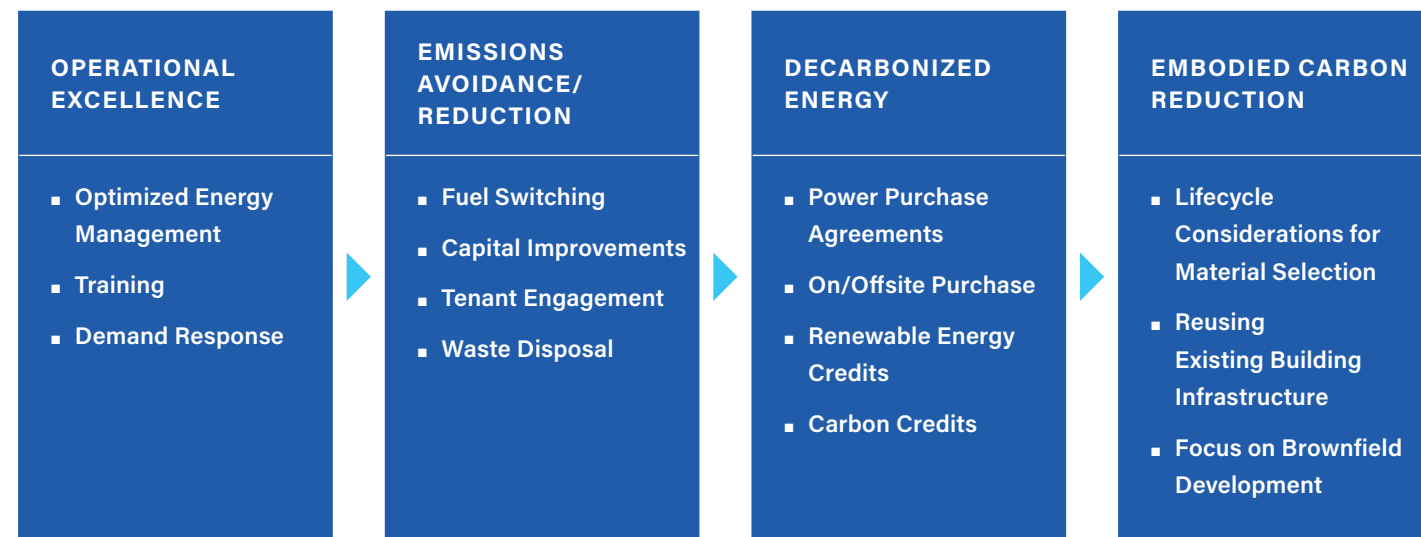 OPERATIONAL
EXCELLENCE
■ Optimized Energy
Management
■ Training
■ Demand Response
EMISSIONS
AVOIDANCE/
REDUCTION
■ Fuel Switching
■ Capital Improvements
■ Tenant Engagement
■ Waste Disposal
DECARBONIZED
ENERGY
■ Power Purchase
Agreements
■ On/Offsite Purchase
■ Renewable Energy
Credits
■ Carbon Credits
EMBODIED CARBON
REDUCTION
■ Lifecycle
Considerations for
Material Selection
■ Reusing
Existing Building
Infrastructure
■ Focus on Brownfield
Development